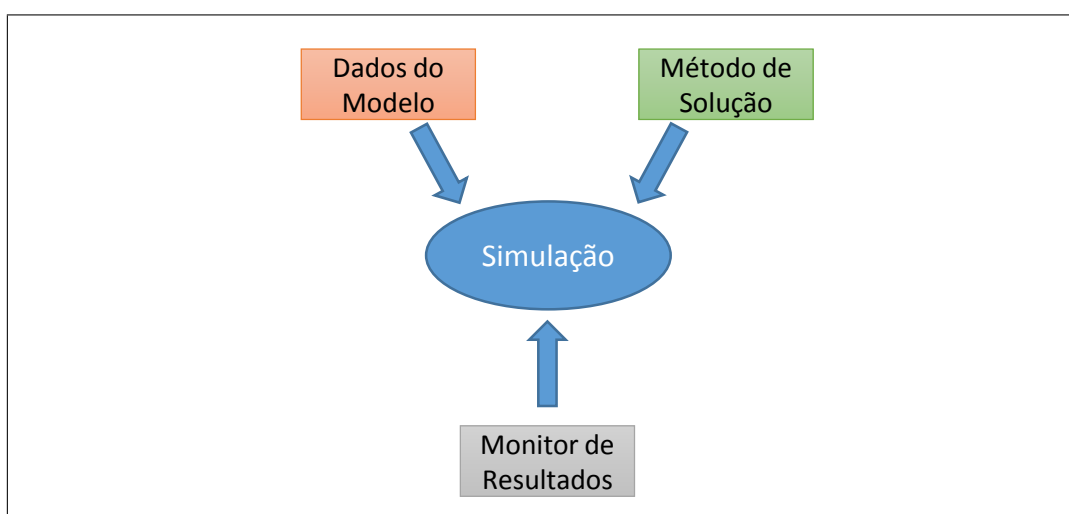 Dados do
Modelo
Método de
Solução
Simulação
Monitor de
Resultados